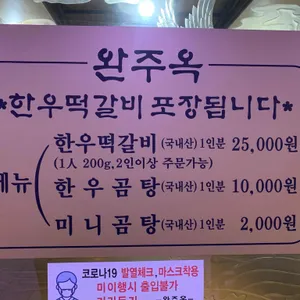 완주옥
*한우떡갈비 포장됩니다*
메뉴
한우떡갈비 (국내산) 1인분 25,000원
(1人 200g, 2인이상 주문가능)
한우곰탕 (국내산) 1인분 10,000원
미니곰탕 (국내산) 1인분 2,000원
코로나19 발열체크, 마스크착용
미이행시 출입불가